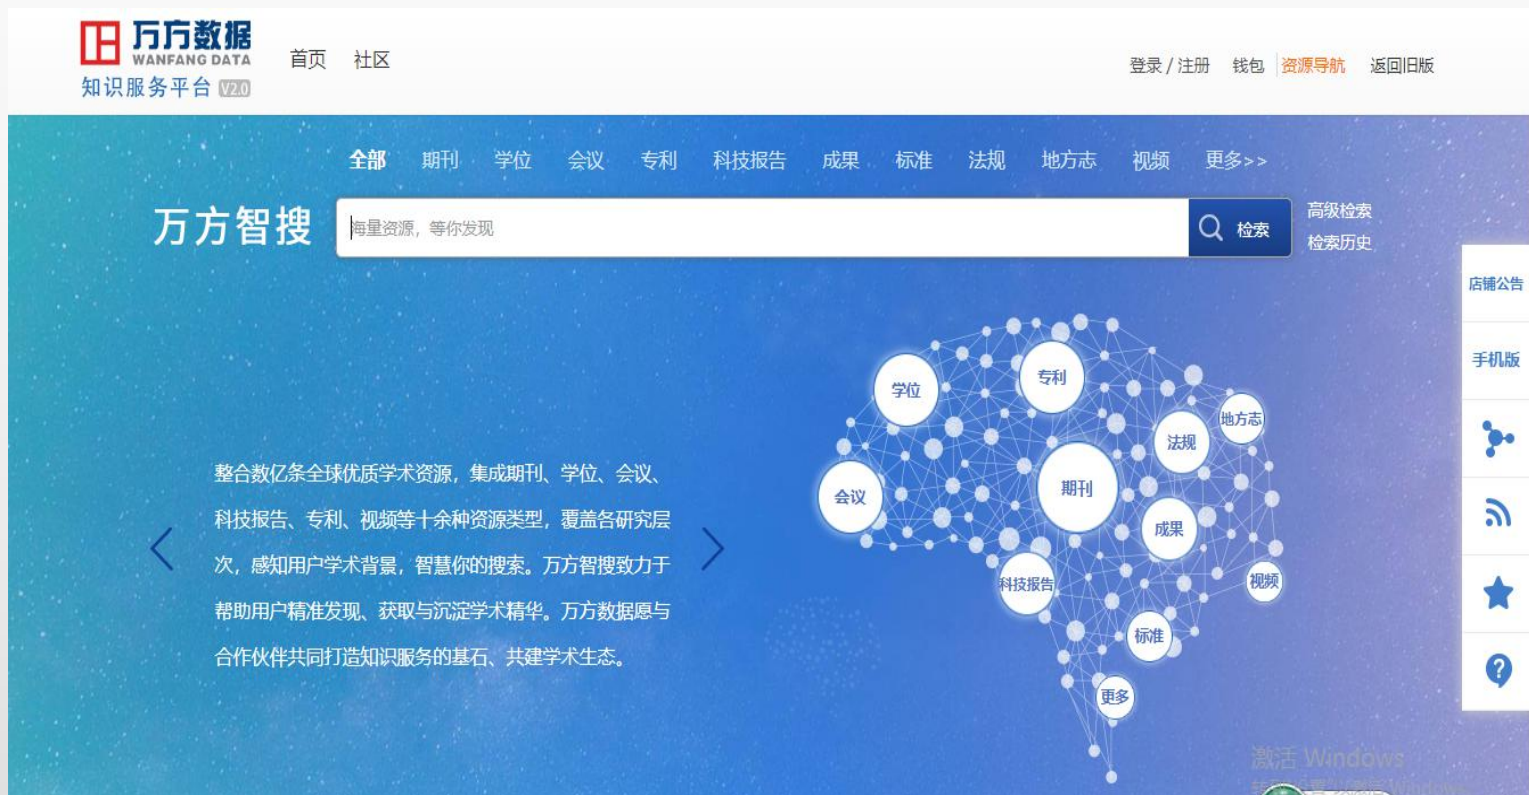 万方数据
WANFANG DATA
知识服务平台 V2.0
首页 社区
登录 / 注册 钱包 资源导航 返回旧版
全部 期刊 学位 会议 专利 科技报告 成果 标准 法规 地方志 视频 更多>>
万方智搜
海量资源，等你发现
检索
高级检索
检索历史
店铺公告
手机版
整合数亿条全球优质学术资源，集成期刊、学位、会议、
科技报告、专利、视频等十余种资源类型，覆盖各研究层
次，感知用户学术背景，智慧你的搜索。万方智搜致力于
帮助用户精准发现、获取与沉淀学术精华。万方数据愿与
合作伙伴共同打造知识服务的基石、共建学术生态。
学位
专利
地方志
法规
期刊
会议
成果
科技报告
视频
标准
更多
激活 Windows